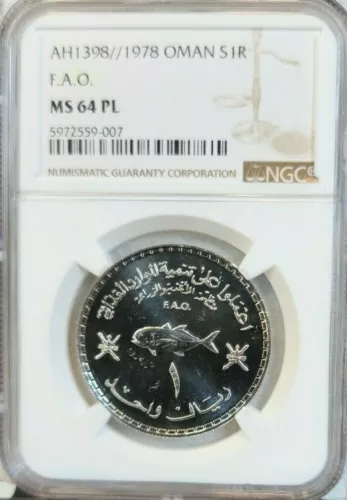 AH1398//1978 OMAN S1R
F.A.O.
MS 64 PL
5972559-007
NUMISMATIC GUARANTY CORPORATION
NGC
F.A.O.
١
ريال واحد